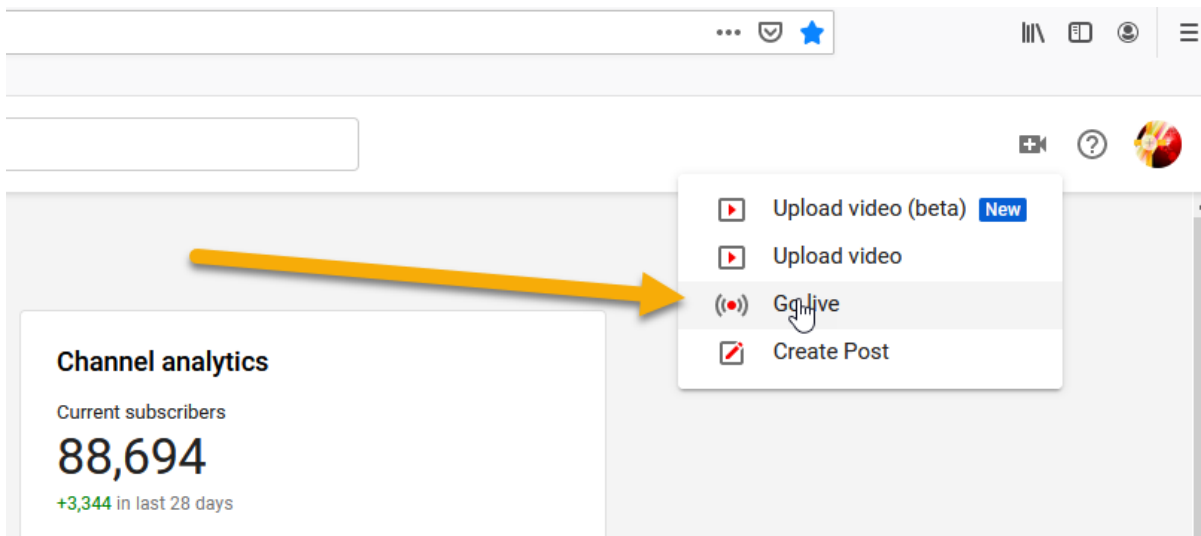 Upload video (beta) New
Upload video
Go live
Create Post
Channel analytics
Current subscribers
88,694
+3,344 in last 28 days